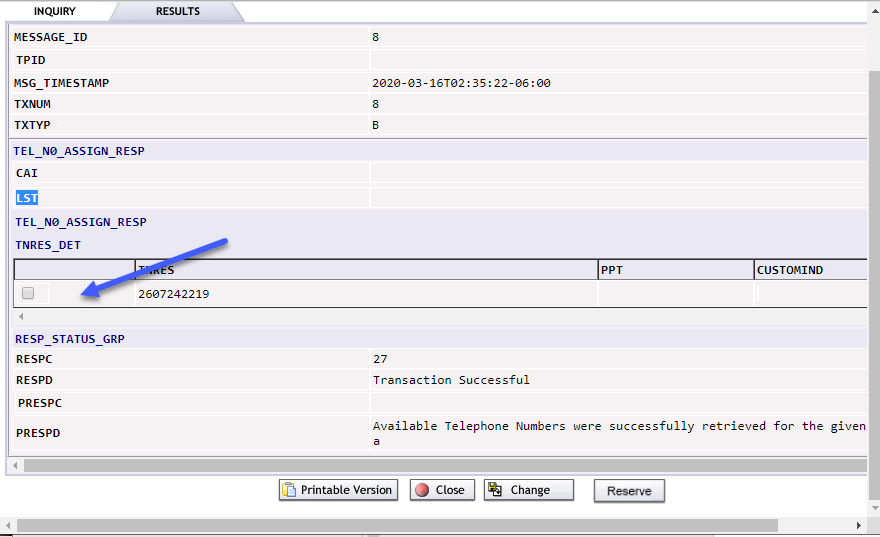 INQUIRY RESULTS
MESSAGE_ID 8
TPID
MSG_TIMESTAMP 2020-03-16T02:35:22-06:00
TXNUM 8
TXTYP B
TEL_N0_ASSIGN_RESP
CAI
LST
TEL_N0_ASSIGN_RESP
TNRES_DET
TNRES PPT CUSTOMIND
2607242219
RESP_STATUS_GRP
RESPC 27
RESPD Transaction Successful
PRESPC
PRESPD Available Telephone Numbers were successfully retrieved for the given
a
Printable Version Close Change Reserve